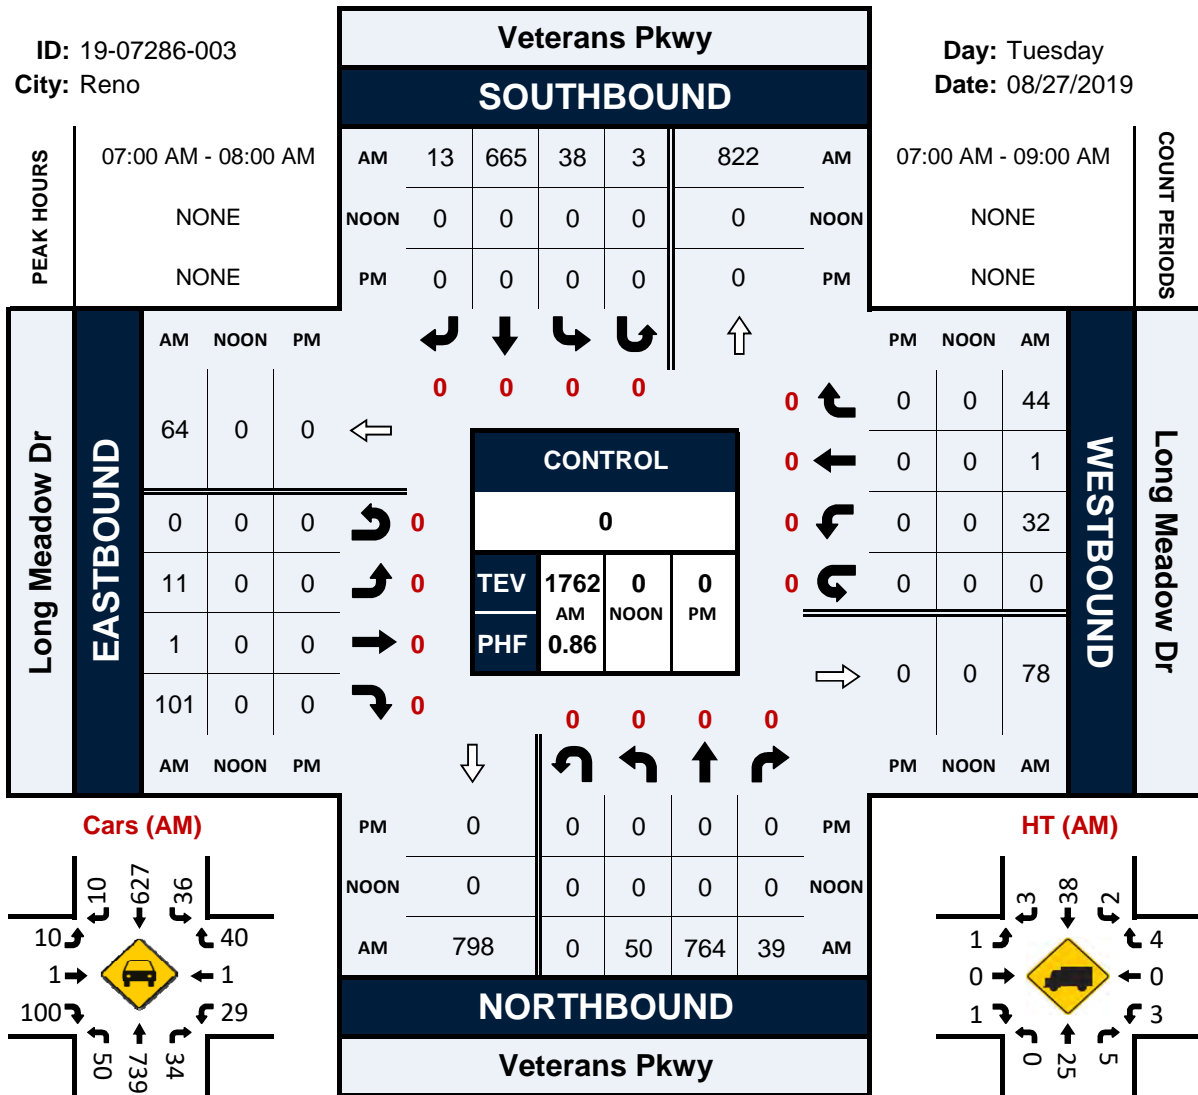 ID: 19-07286-003
City: Reno
Veterans Pkwy
SOUTHBOUND
Day: Tuesday
Date: 08/27/2019
PEAK HOURS
07:00 AM - 08:00 AM
NONE
NONE
AM 13 665 38 3 822 AM
NOON 0 0 0 0 0 NOON
PM 0 0 0 0 0 PM
07:00 AM - 09:00 AM
NONE
NONE
COUNT PERIODS
0 0 0 0
Long Meadow Dr
EASTBOUND
AM NOON PM
64 0 0
0 0 0 0
11 0 0 0
1 0 0 0
101 0 0 0
AM NOON PM
CONTROL
0
TEV 1762 0 0
AM NOON PM
PHF 0.86
PM NOON AM
0 0 0 44
0 0 0 1
0 0 0 32
0 0 0 0
0 0 78
PM NOON AM
WESTBOUND
Long Meadow Dr
0 0 0 0
PM 0 0 0 0 0 PM
NOON 0 0 0 0 0 NOON
AM 798 0 50 764 39 AM
NORTHBOUND
Veterans Pkwy
Cars (AM)
10 627 36
10 40
1 1
100 29
50 739 34
HT (AM)
3 38 2
1 4
0 0
1 3
0 25 5